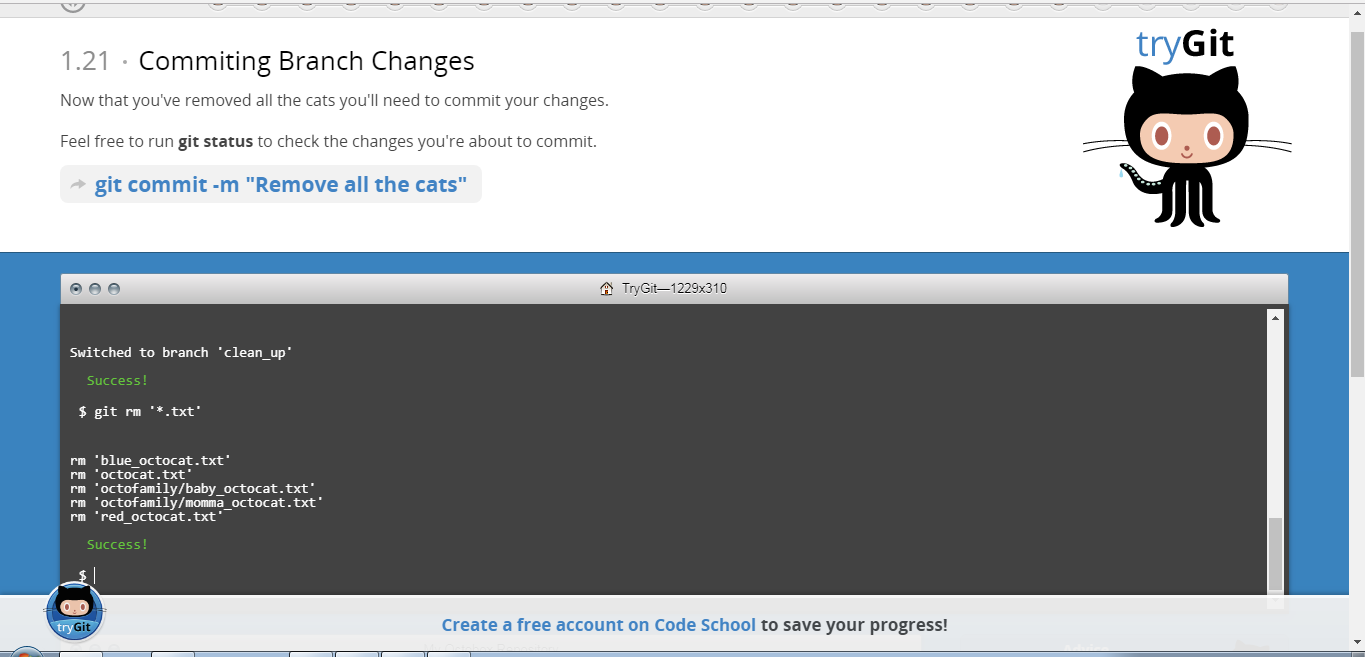 1.21 · Commiting Branch Changes
tryGit
Now that you've removed all the cats you'll need to commit your changes.
Feel free to run git status to check the changes you're about to commit.
git commit -m "Remove all the cats"
TryGit—1229x310
Switched to branch 'clean_up'
Success!
$ git rm '*.txt'
rm 'blue_octocat.txt'
rm 'octocat.txt'
rm 'octofamily/baby_octocat.txt'
rm 'octofamily/momma_octocat.txt'
rm 'red_octocat.txt'
Success!
$
tryGit
Create a free account on Code School to save your progress!